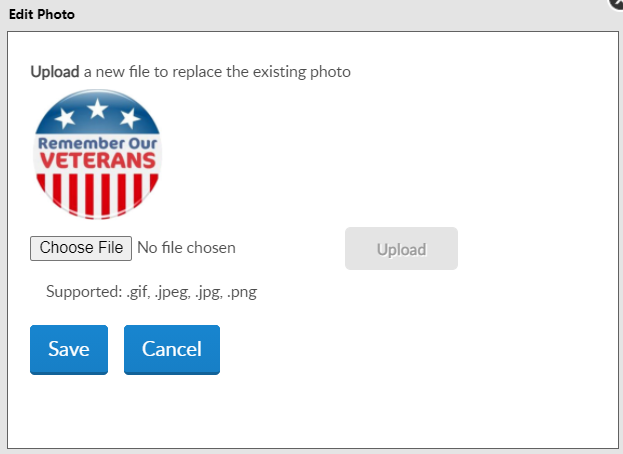 Edit Photo
Upload a new file to replace the existing photo
Remember Our
VETERANS
Choose File No file chosen
Upload
Supported: .gif, .jpeg, .jpg, .png
Save
Cancel